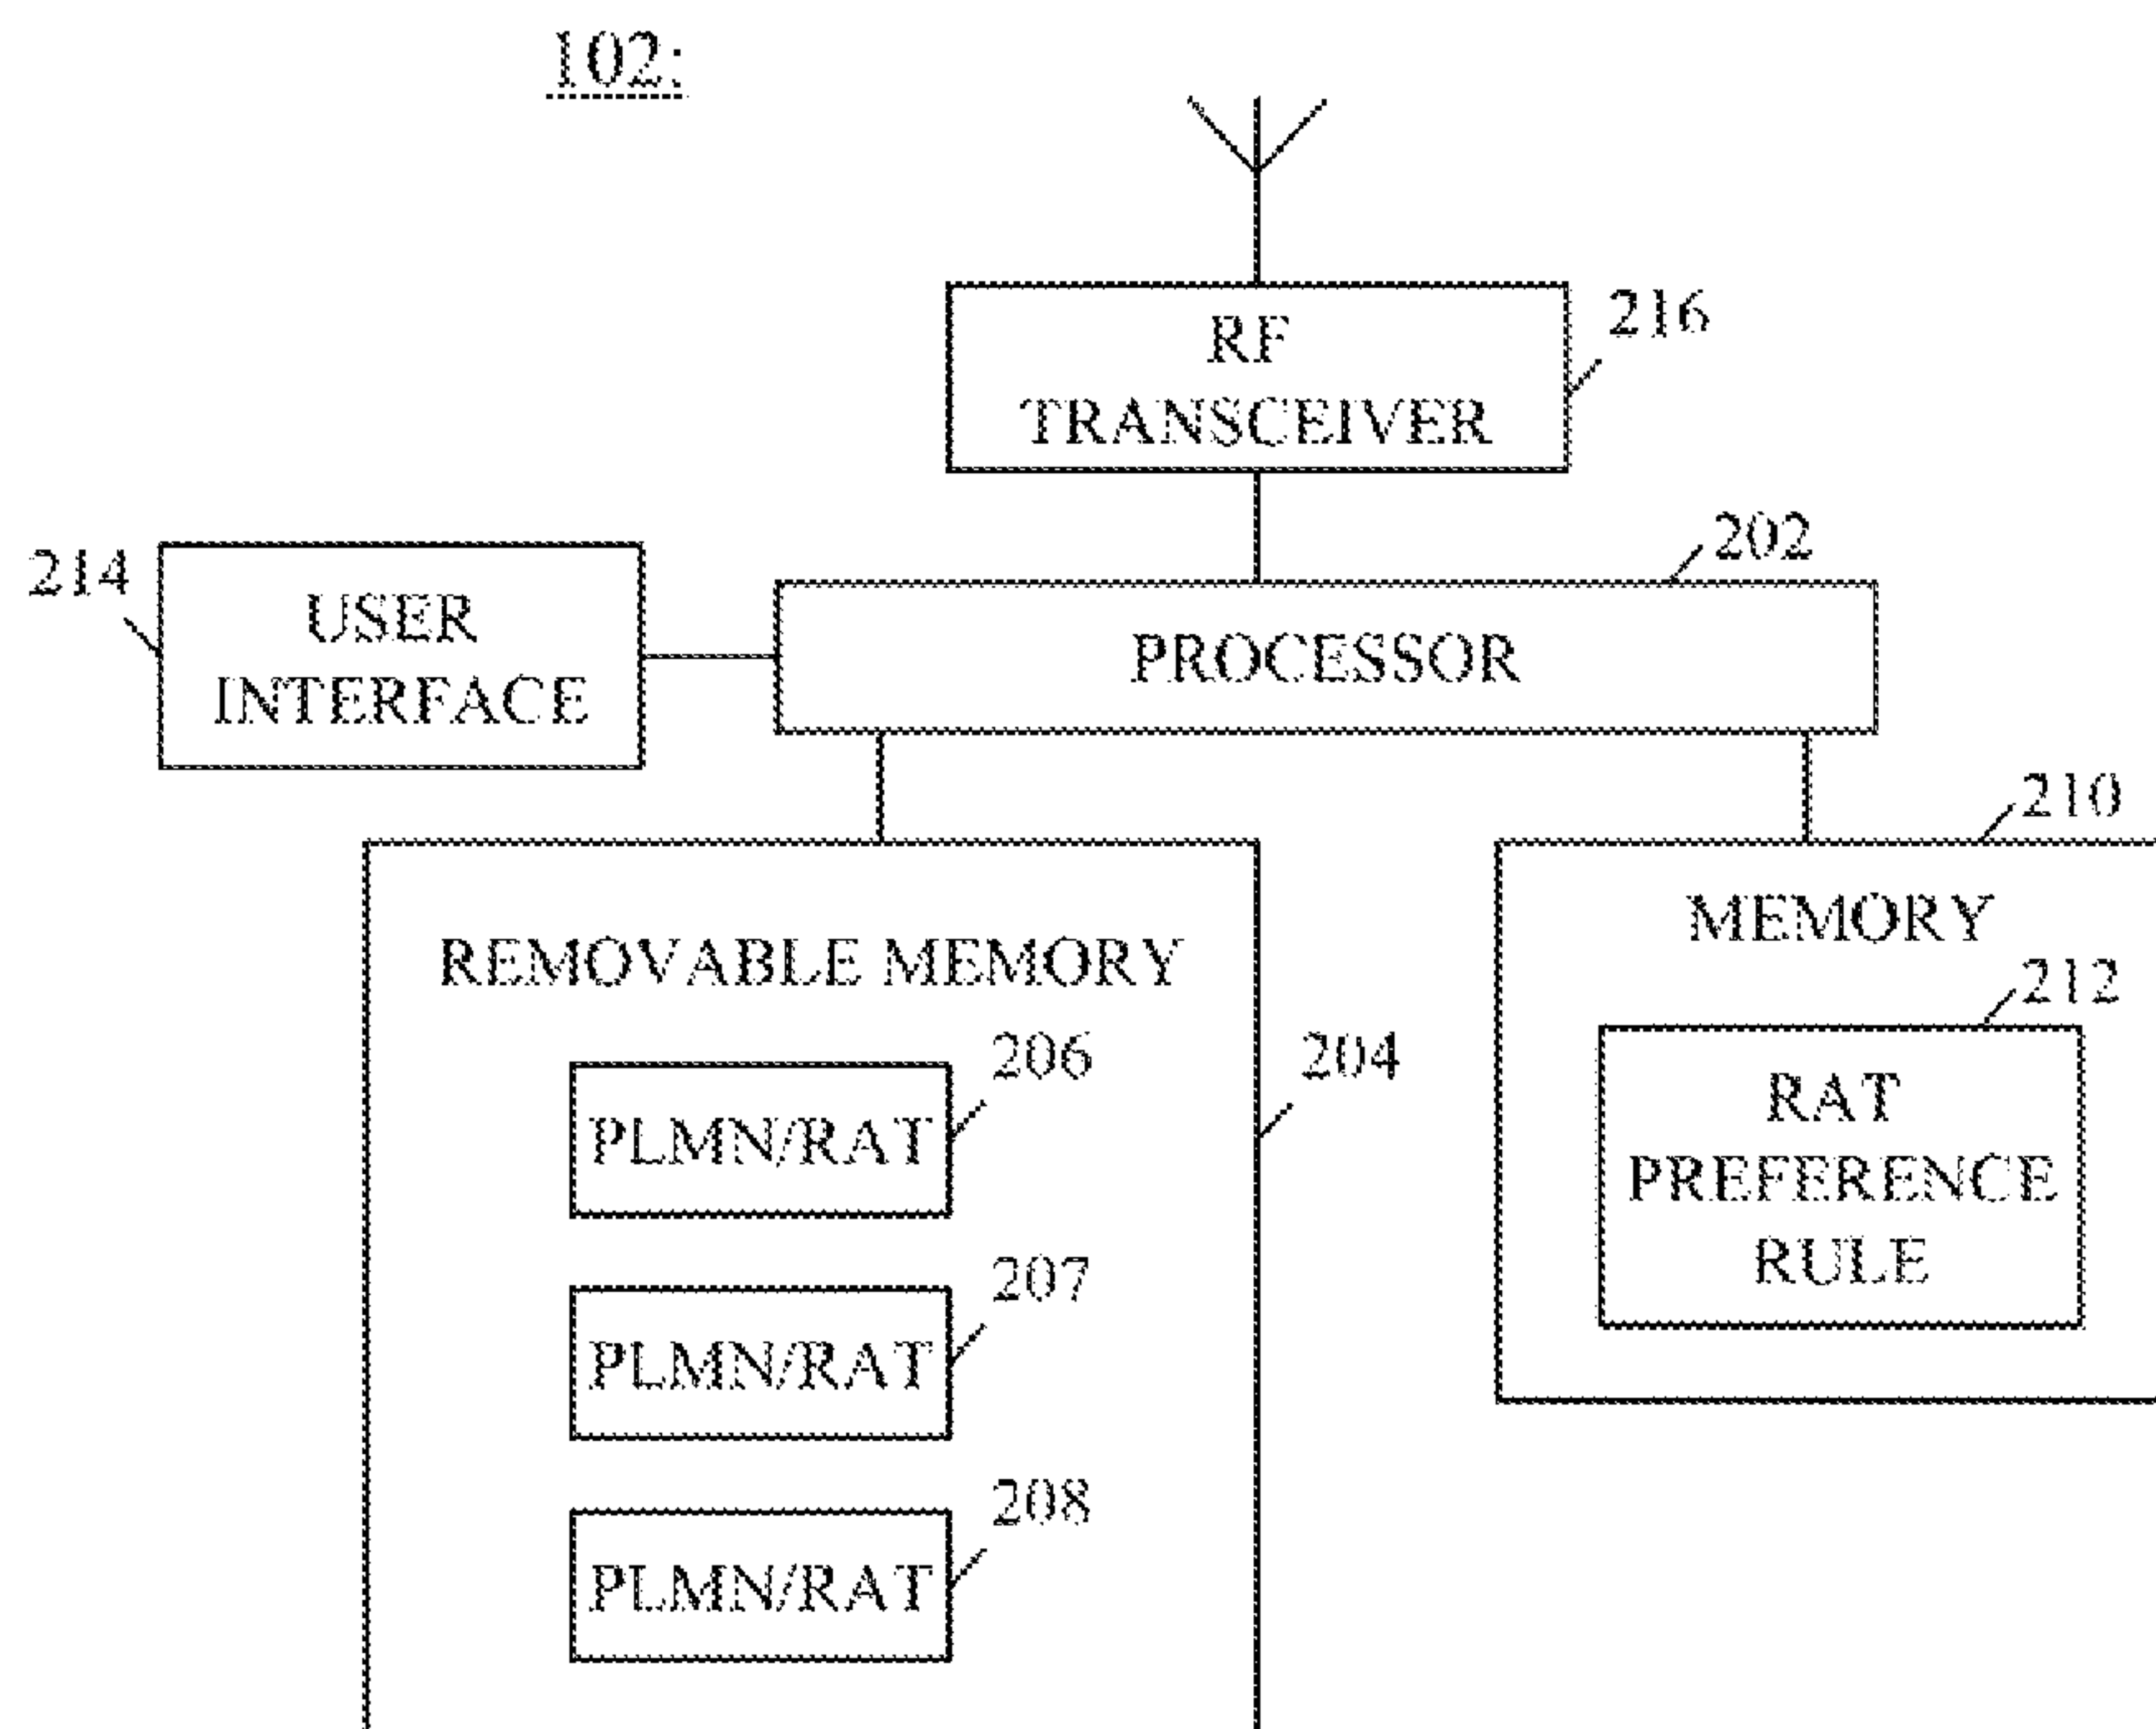 102:
RF
TRANSCEIVER
216
202
214
USER
INTERFACE
PROCESSOR
210
MEMORY
REMOVABLE MEMORY
212
206
204
PLMN/RAT
RAT
PREFERENCE
RULE
207
PLMN/RAT
208
PLMN/RAT